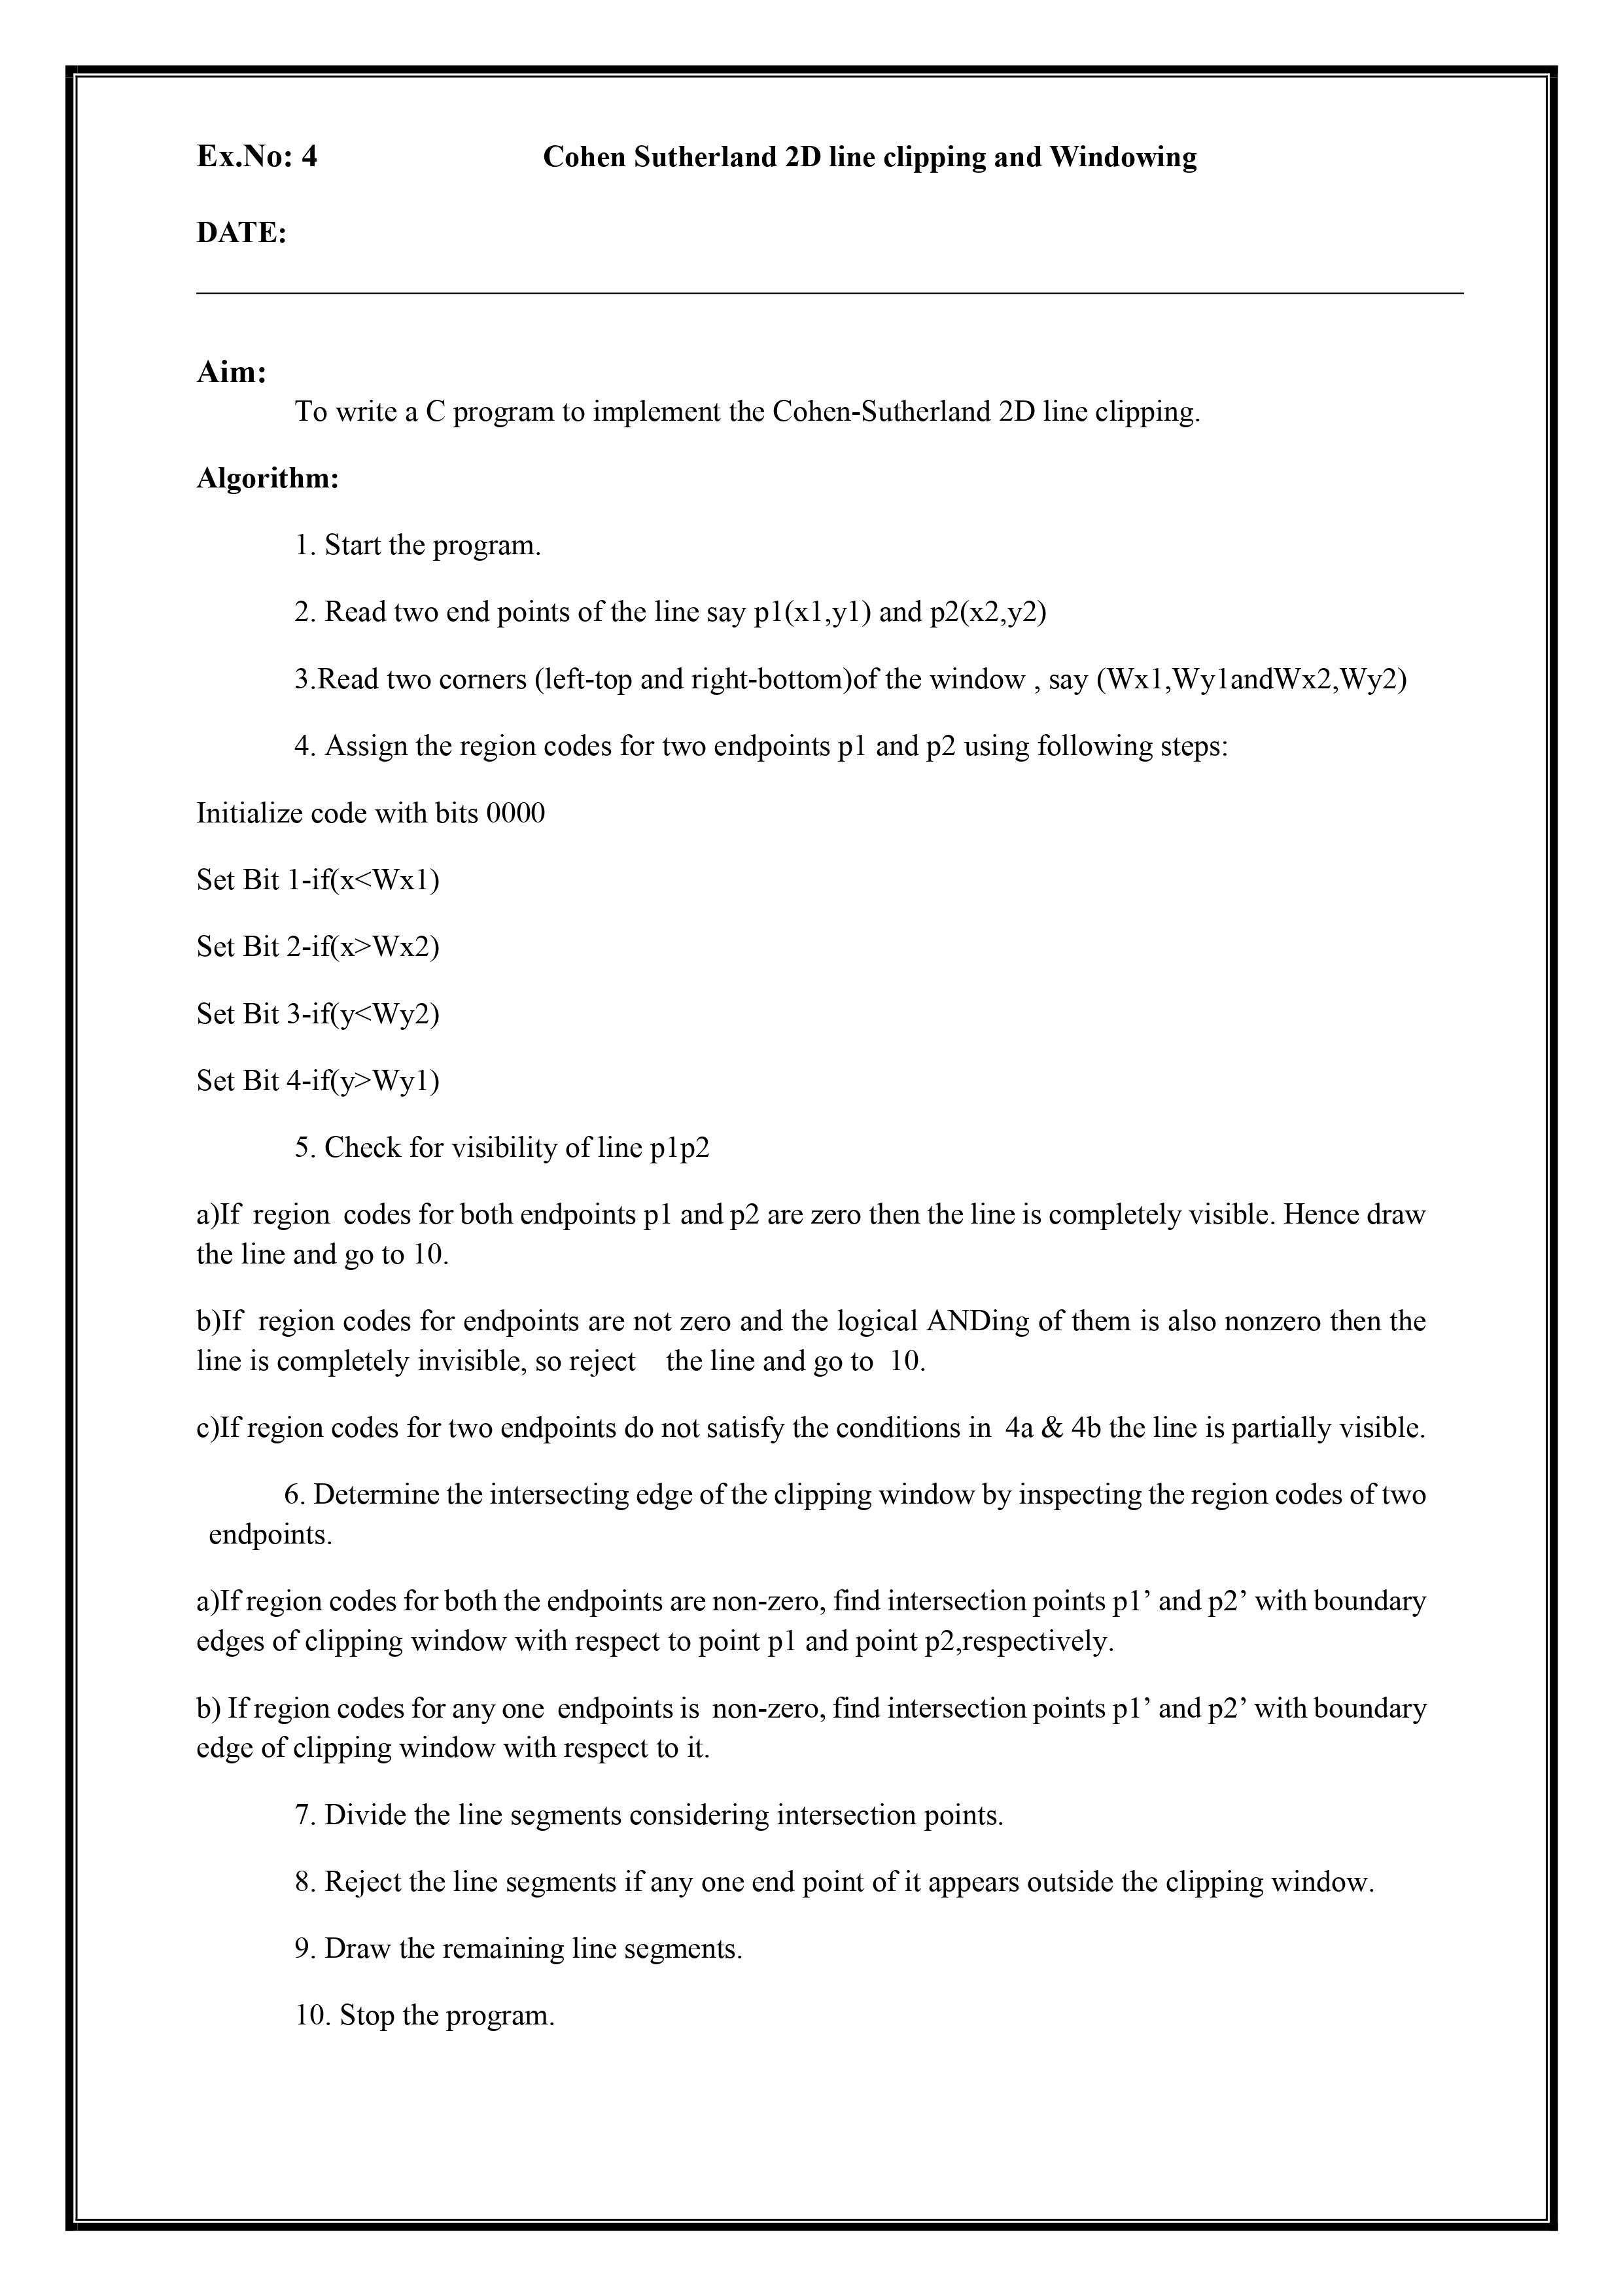 Ex.No: 4 Cohen Sutherland 2D line clipping and Windowing
DATE:
Aim:
To write a C program to implement the Cohen-Sutherland 2D line clipping.
Algorithm:
1. Start the program.
2. Read two end points of the line say p1(x1,y1) and p2(x2,y2)
3.Read two corners (left-top and right-bottom)of the window , say (Wx1,Wy1andWx2,Wy2)
4. Assign the region codes for two endpoints p1 and p2 using following steps:
Initialize code with bits 0000
Set Bit 1-if(x<Wx1)
Set Bit 2-if(x>Wx2)
Set Bit 3-if(y<Wy2)
Set Bit 4-if(y>Wy1)
5. Check for visibility of line p1p2
a)If region codes for both endpoints p1 and p2 are zero then the line is completely visible. Hence draw
the line and go to 10.
b)If region codes for endpoints are not zero and the logical ANDing of them is also nonzero then the
line is completely invisible, so reject the line and go to 10.
c)If region codes for two endpoints do not satisfy the conditions in 4a & 4b the line is partially visible.
6. Determine the intersecting edge of the clipping window by inspecting the region codes of two
endpoints.
a)If region codes for both the endpoints are non-zero, find intersection points p1’ and p2’ with boundary
edges of clipping window with respect to point p1 and point p2,respectively.
b) If region codes for any one endpoints is non-zero, find intersection points p1’ and p2’ with boundary
edge of clipping window with respect to it.
7. Divide the line segments considering intersection points.
8. Reject the line segments if any one end point of it appears outside the clipping window.
9. Draw the remaining line segments.
10. Stop the program.